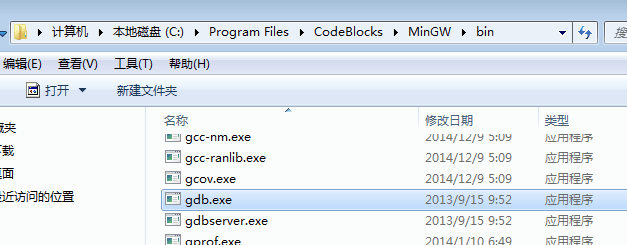 计算机 本地磁盘 (C:) Program Files CodeBlocks MinGW bin 搜
编辑(E) 查看(V) 工具(T) 帮助(H)
打开 新建文件夹
名称 修改日期 类型
gcc-nm.exe 2014/12/9 5:09 应用程序
gcc-ranlib.exe 2014/12/9 5:09 应用程序
gcov.exe 2014/12/9 5:09 应用程序
gdb.exe 2013/9/15 9:52 应用程序
gdbserver.exe 2013/9/15 9:52 应用程序
gprof.exe 2014/1/10 6:49 应用程序
藏夹
下载
桌面
最近访问的位置